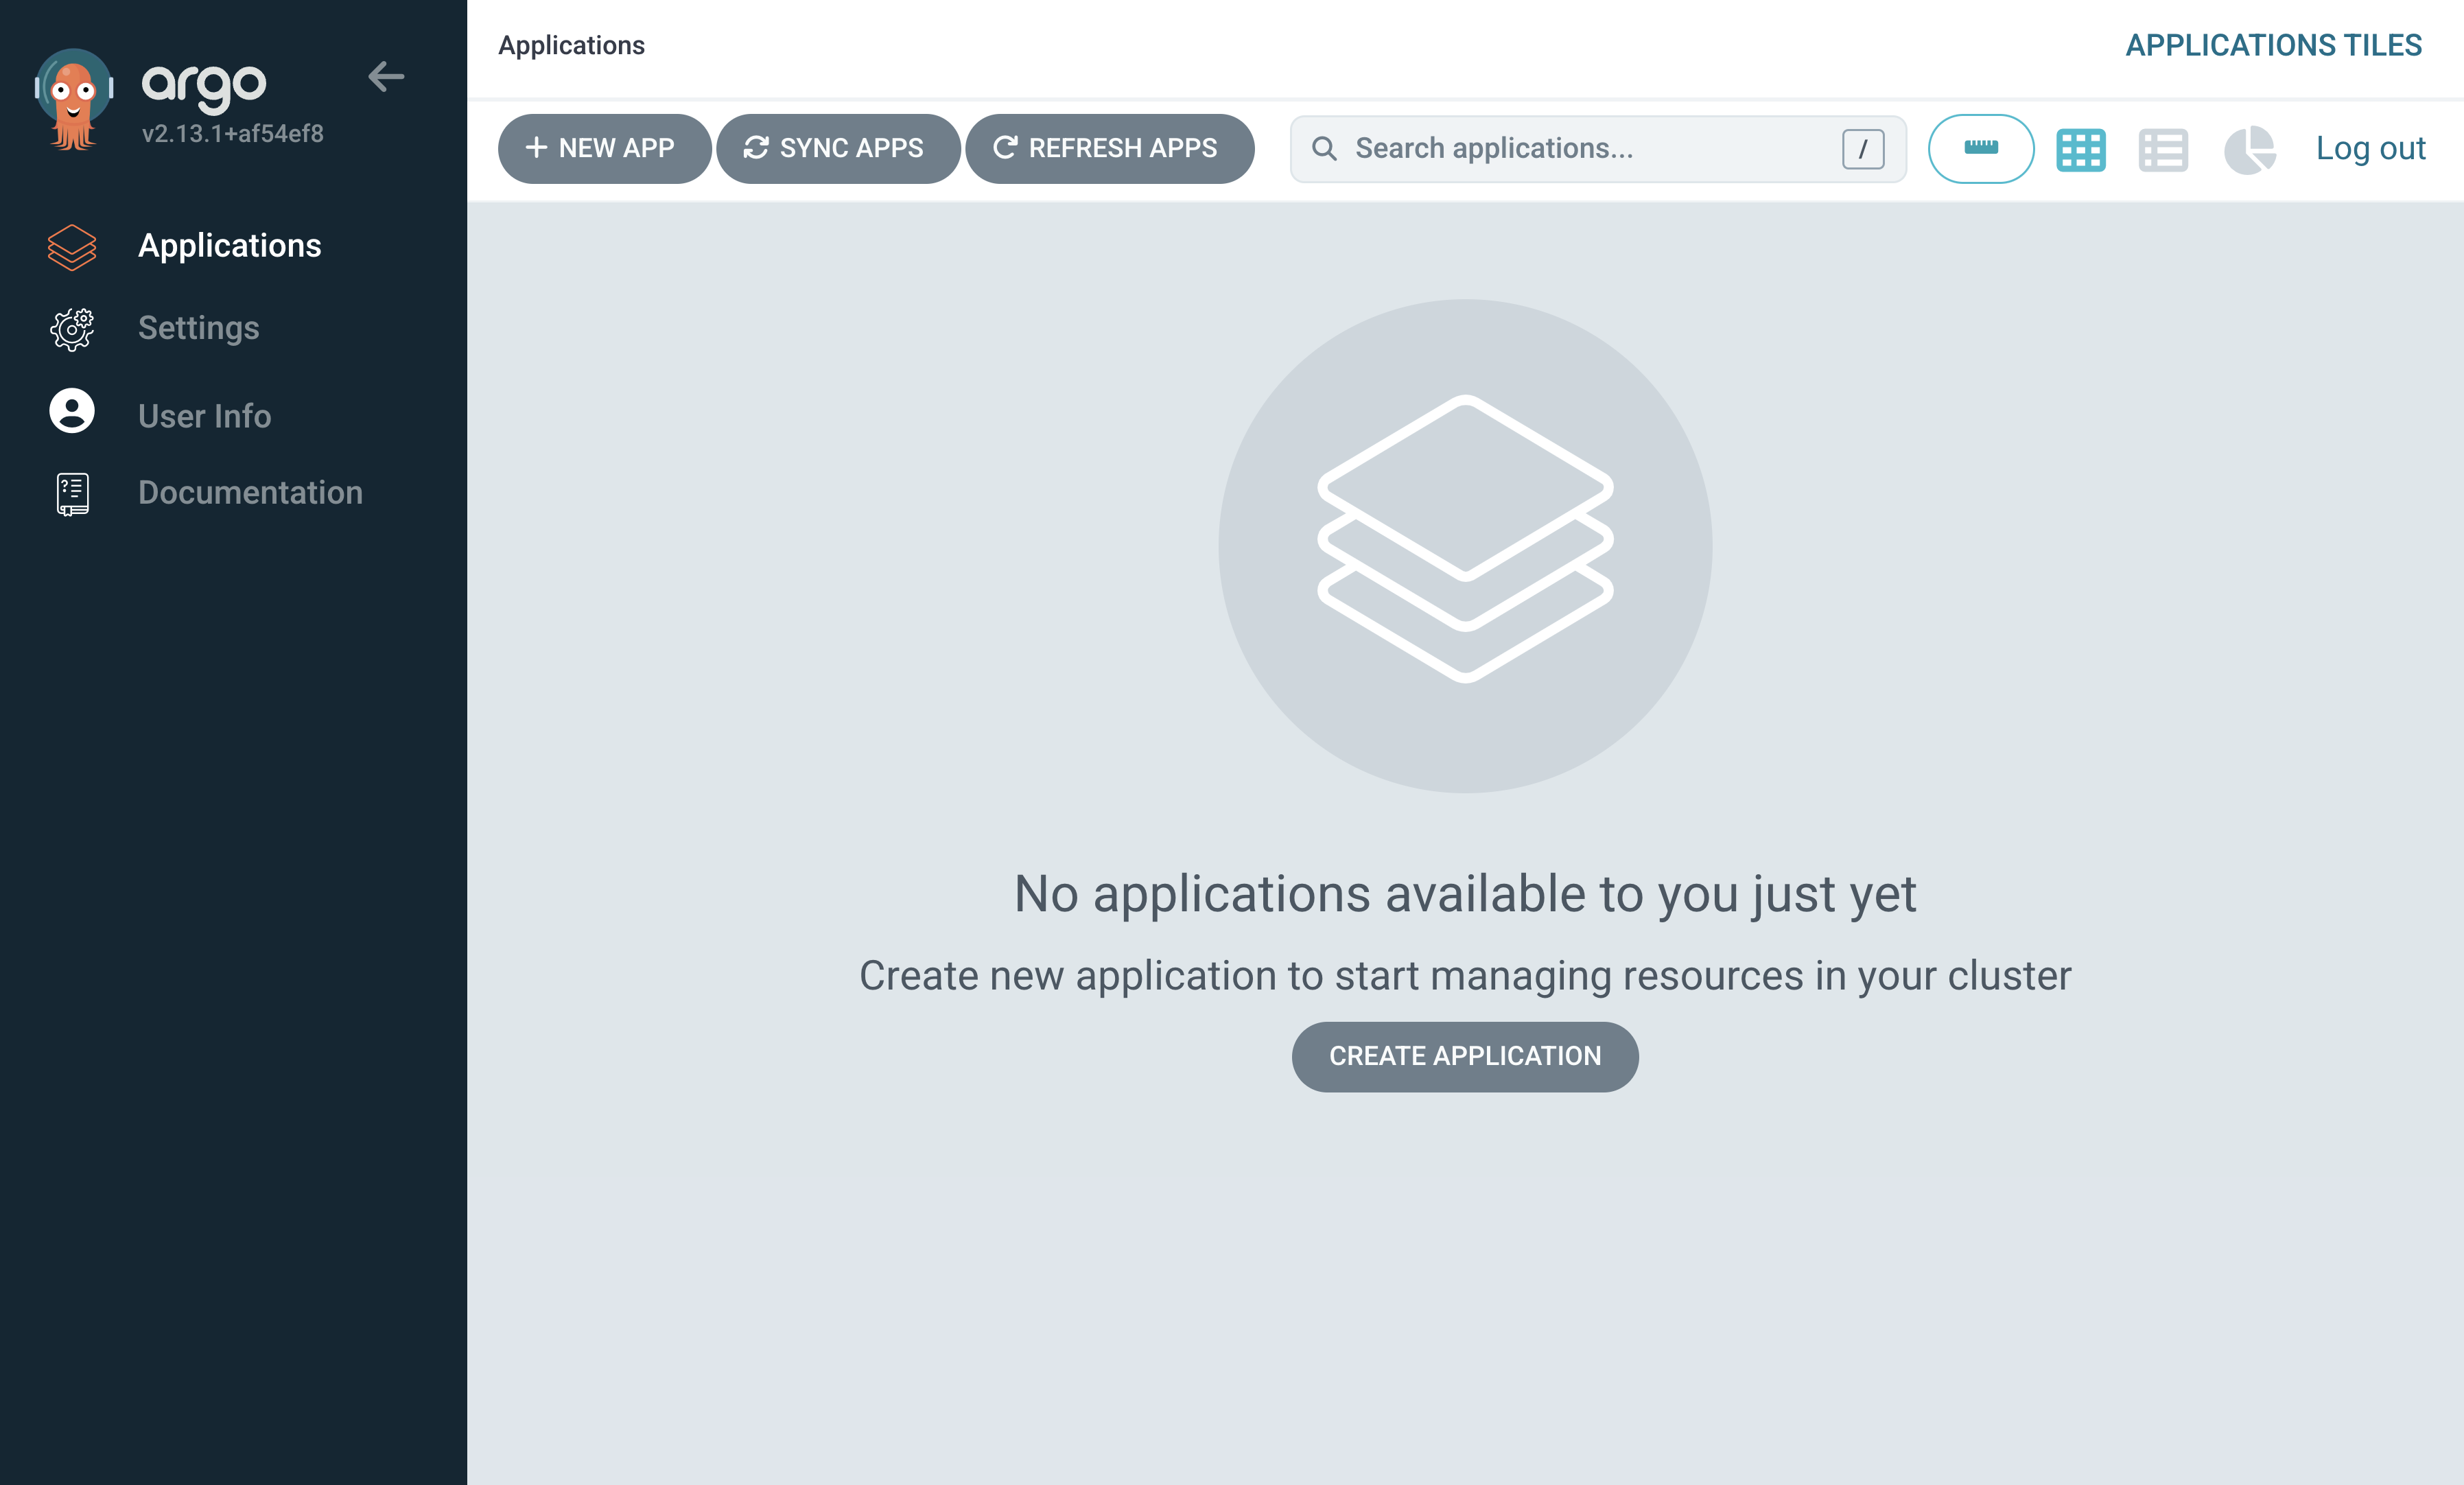 argo
v2.13.1+af54ef8
Applications
Settings
User Info
Documentation
Applications
APPLICATIONS TILES
NEW APP
SYNC APPS
REFRESH APPS
Search applications...
/
Log out
No applications available to you just yet
Create new application to start managing resources in your cluster
CREATE APPLICATION